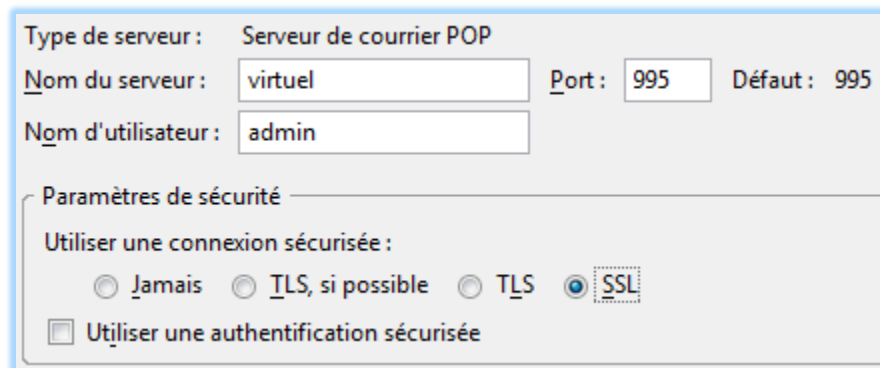 Type de serveur : Serveur de courrier POP
Nom du serveur : virtuel Port : 995 Défaut : 995
Nom d'utilisateur : admin
Paramètres de sécurité
Utiliser une connexion sécurisée :
Jamais TLS, si possible TLS SSL
Utiliser une authentification sécurisée